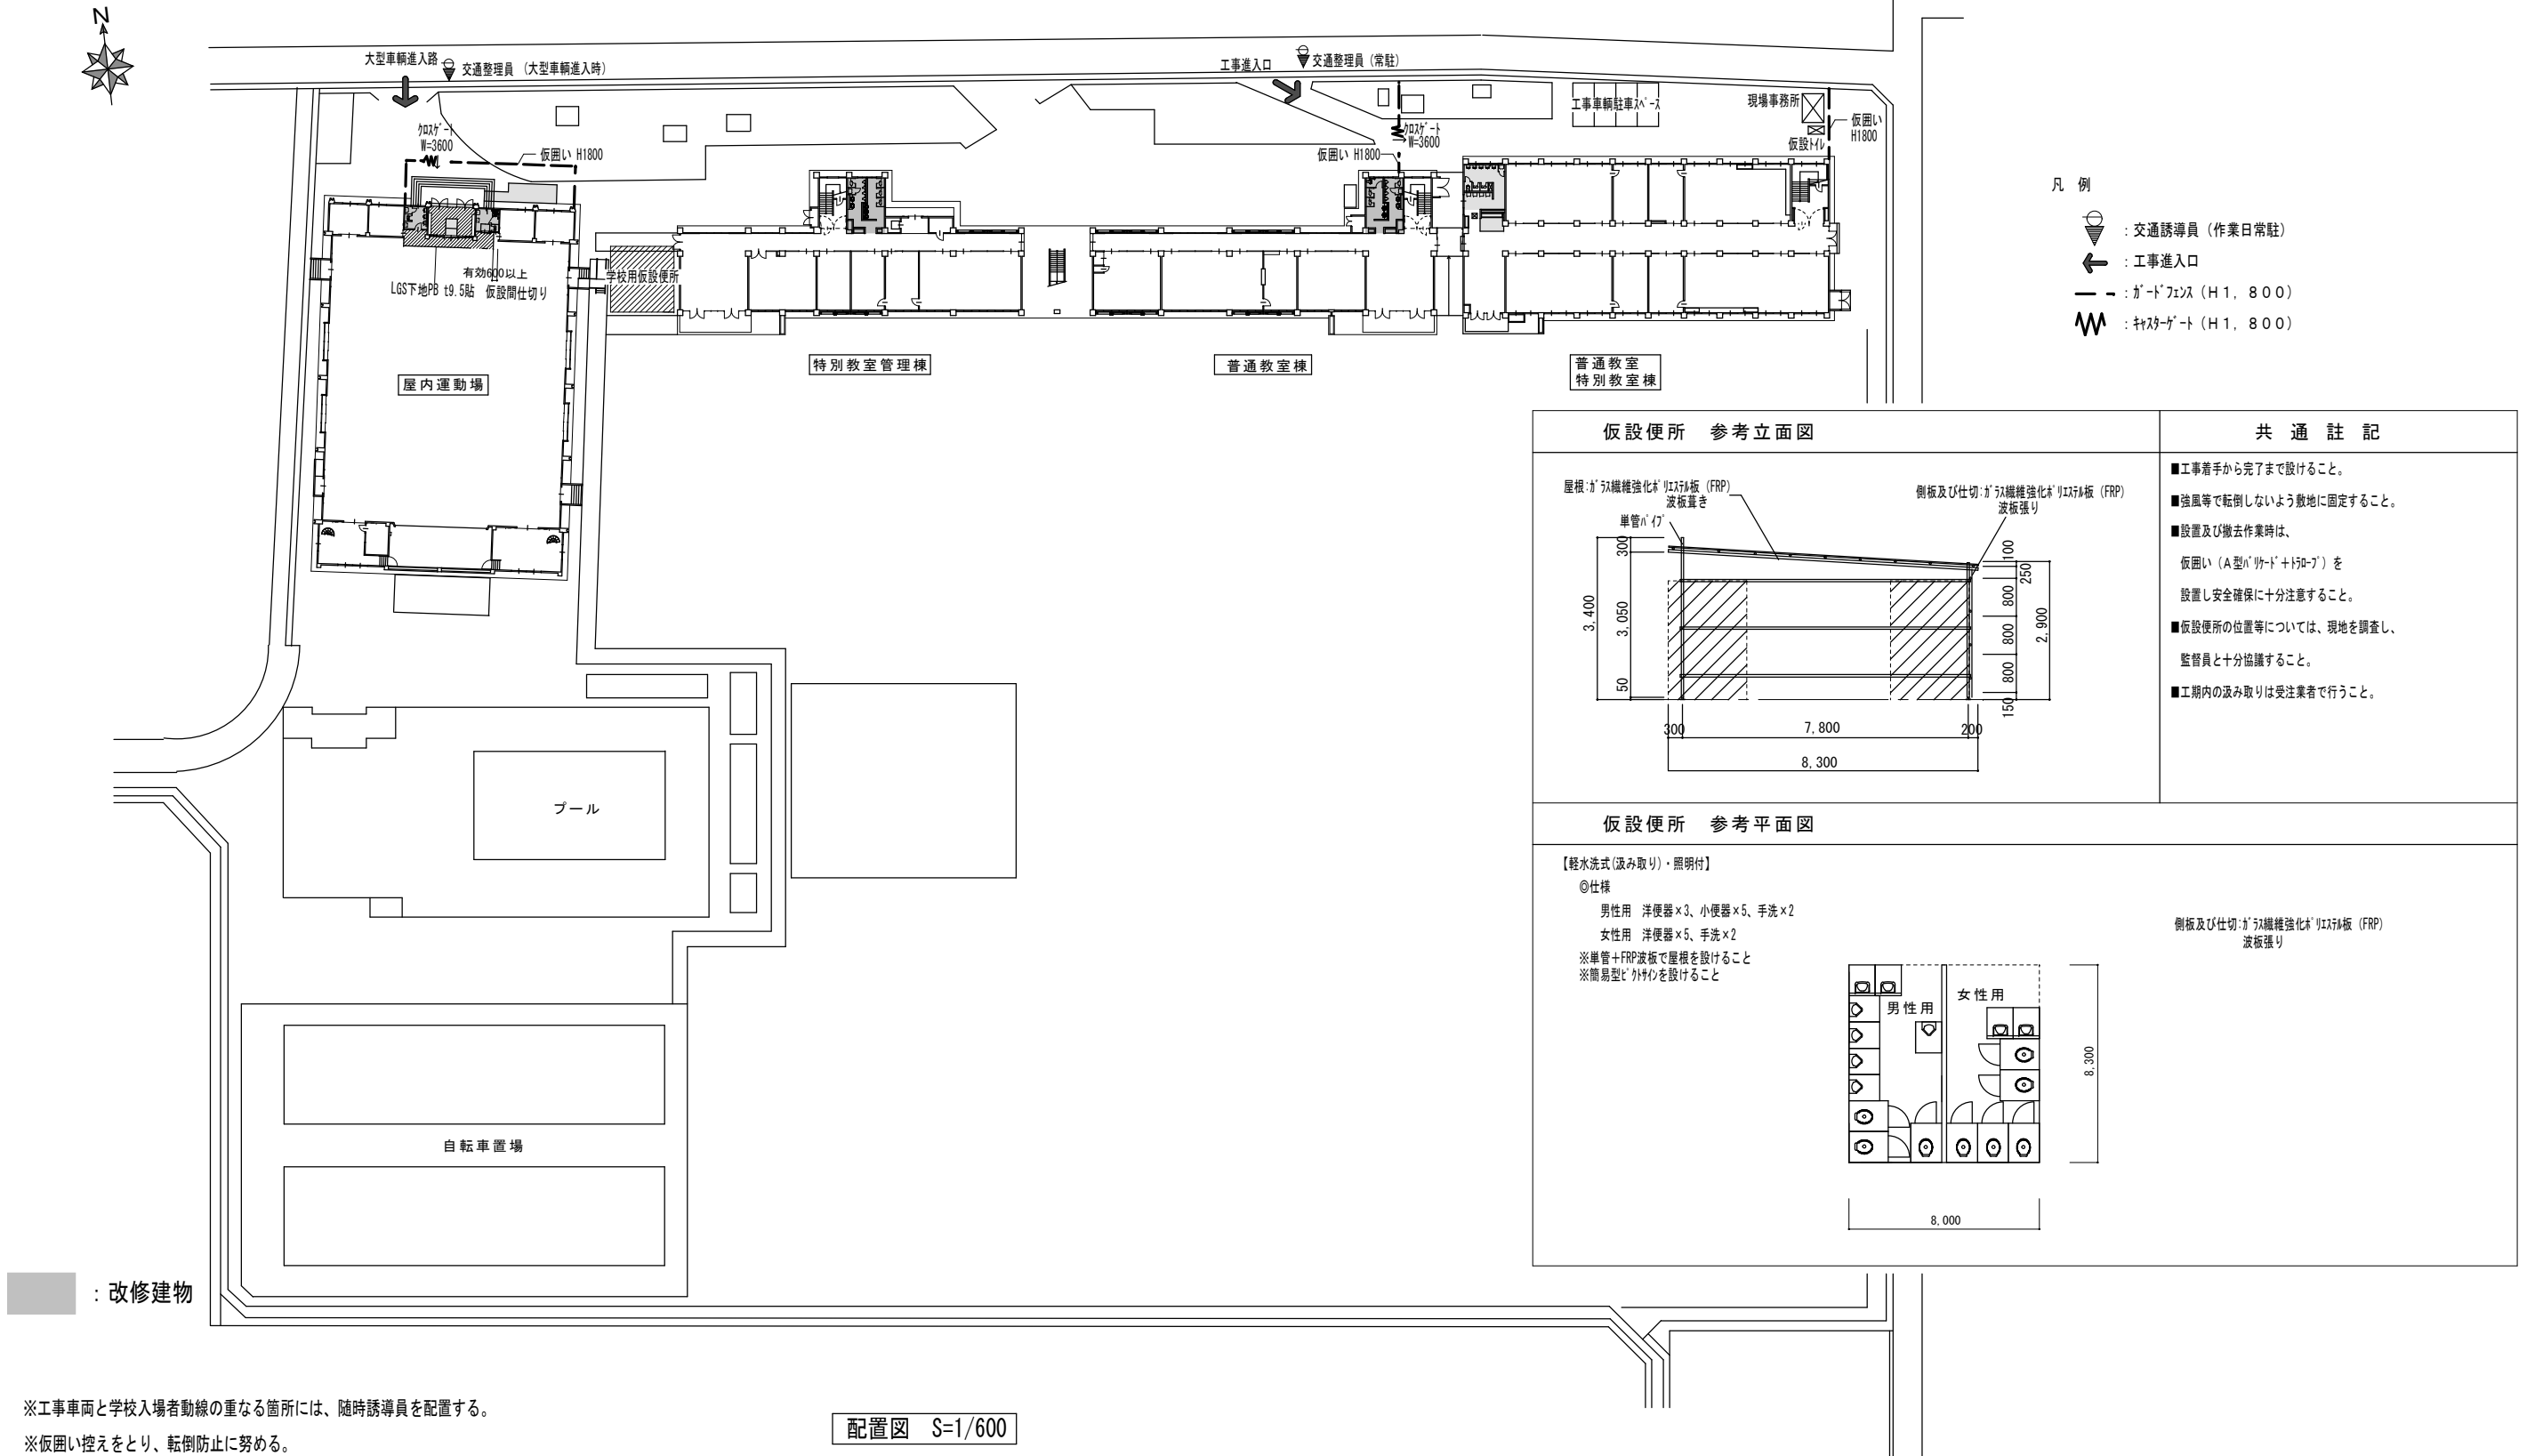 N
大型車輌進入路
交通整理員 (大型車輌進入時)
工事進入口
交通整理員(常駐)
ｸﾛｽｹﾞｰﾄ
W=3600
仮囲い H1800
ｸﾛｽｹﾞｰﾄ
W=3600
仮囲い H1800
工事車輌駐車ｽﾍﾟｰｽ
現場事務所
仮設ﾄｲﾚ
仮囲い
H1800
有効600以上
LGS下地PB t9.5貼 仮設間仕切り
学校用仮設便所
屋内運動場
特別教室管理棟
普通教室棟
普通教室
特別教室棟
凡 例
：交通誘導員（作業日常駐）
：工事進入口
：ｶﾞｰﾄﾞﾌｪﾝｽ（Ｈ１，８００）
：ｷｬｽﾀｰｹﾞｰﾄ（Ｈ１，８００）
仮設便所 参考立面図
屋根:ｶﾞﾗｽ繊維強化ﾎﾟﾘｴｽﾃﾙ板 (FRP)
波板葺き
単管ﾊﾟｲﾌﾟ
側板及び仕切:ｶﾞﾗｽ繊維強化ﾎﾟﾘｴｽﾃﾙ板 (FRP)
波板張り
3,400
300
3,050
50
100
250
800
800
800
150
2,900
300
7,800
200
8,300
共通註記
■工事着手から完了まで設けること。
■強風等で転倒しないよう敷地に固定すること。
■設置及び撤去作業時は、
仮囲い（Ａ型ﾊﾞﾘｹｰﾄﾞ+ﾄﾗﾛｰﾌﾟ）を
設置し安全確保に十分注意すること。
■仮設便所の位置等については、現地を調査し、
監督員と十分協議すること。
■工期内の汲み取りは受注業者で行うこと。
仮設便所 参考平面図
【軽水洗式(汲み取り)・照明付】
◎仕様
男性用 洋便器×3、小便器×5、手洗×2
女性用 洋便器×5、手洗×2
※単管＋FRP波板で屋根を設けること
※簡易型ﾋﾟｸﾄｻｲﾝを設けること
側板及び仕切:ｶﾞﾗｽ繊維強化ﾎﾟﾘｴｽﾃﾙ板 (FRP)
波板張り
男性用
女性用
8,300
8,000
プール
自転車置場
：改修建物
※工事車両と学校入場者動線の重なる箇所には、随時誘導員を配置する。
※仮囲い控えをとり、転倒防止に努める。
配置図 S=1/600